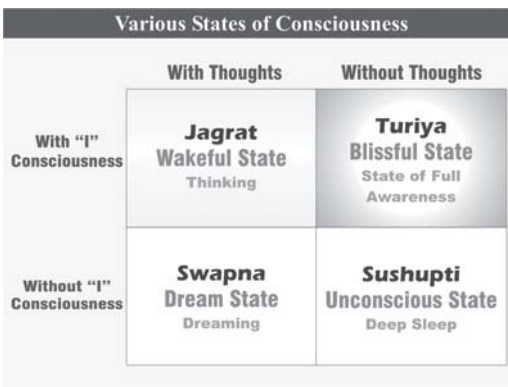 Various States of Consciousness
With Thoughts
Without Thoughts
With "I"
Consciousness
Jagrat
Wakeful State
Thinking
Turiya
Blissful State
State of Full
Awareness
Without "I"
Consciousness
Swapna
Dream State
Dreaming
Sushupti
Unconscious State
Deep Sleep